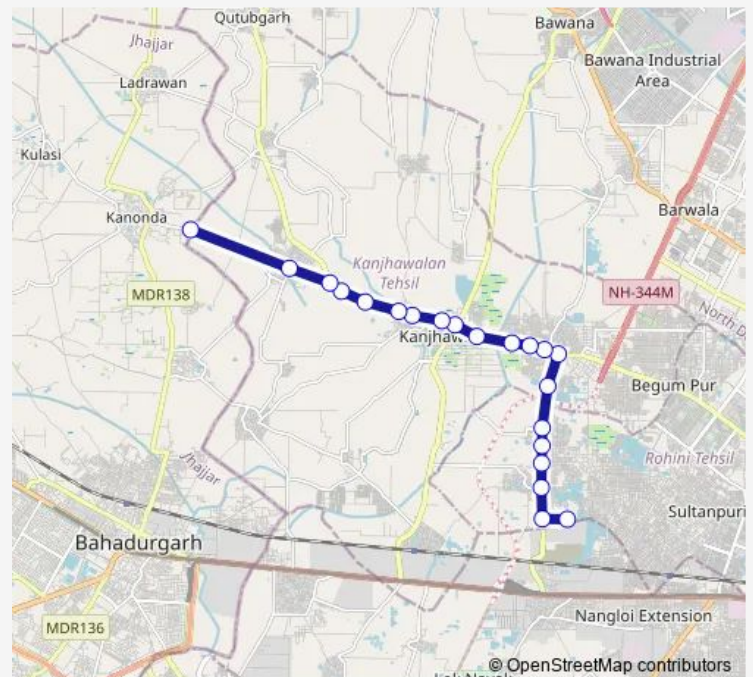 Qutubgarh
Bawana
Jhajjar
Bawana Industrial
Area
Ladrawan
Kulasi
Barwala
Kanonda
Kanjhawalan
Tehsil
MDR138
NH-344M
North D
Kanjhaw
Begum Pur
Jhajjar
Rohini Tehsil
Sultanpuri
Bahadurgarh
Nangloi Extension
MDR136
© OpenStreetMap contributors